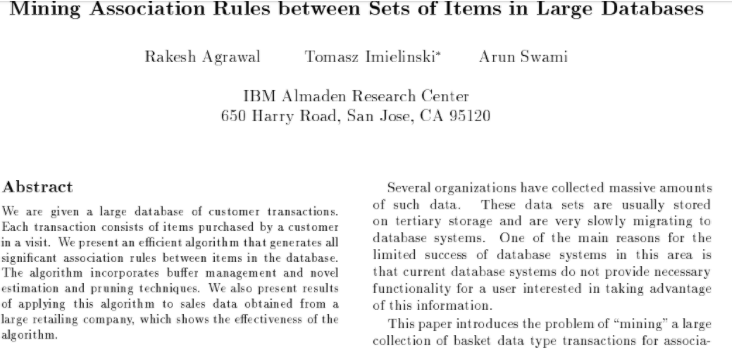 Mining Association Rules between Sets of Items in Large Databases
Rakesh Agrawal Tomasz Imielinski* Arun Swami
IBM Almaden Research Center
650 Harry Road, San Jose, CA 95120
Abstract
We are given a large database of customer transactions.
Each transaction consists of items purchased by a customer
in a visit. We present an efficient algorithm that generates all
significant association rules between items in the database.
The algorithm incorporates buffer management and novel
estimation and pruning techniques. We also present results
of applying this algorithm to sales data obtained from a
large retailing company, which shows the effectiveness of the
algorithm.
Several organizations have collected massive amounts
of such data. These data sets are usually stored
on tertiary storage and are very slowly migrating to
database systems. One of the main reasons for the
limited success of database systems in this area is
that current database systems do not provide necessary
functionality for a user interested in taking advantage
of this information.
This paper introduces the problem of “mining” a large
collection of basket data type transactions for associa-